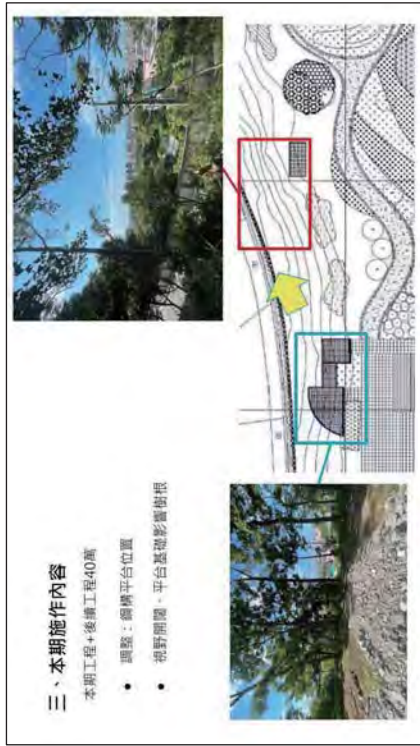 三、本期施作內容
本期工程+後續工程40萬
● 調整：鋼構平台位置
● 視野開闊、平台基礎影響樹根